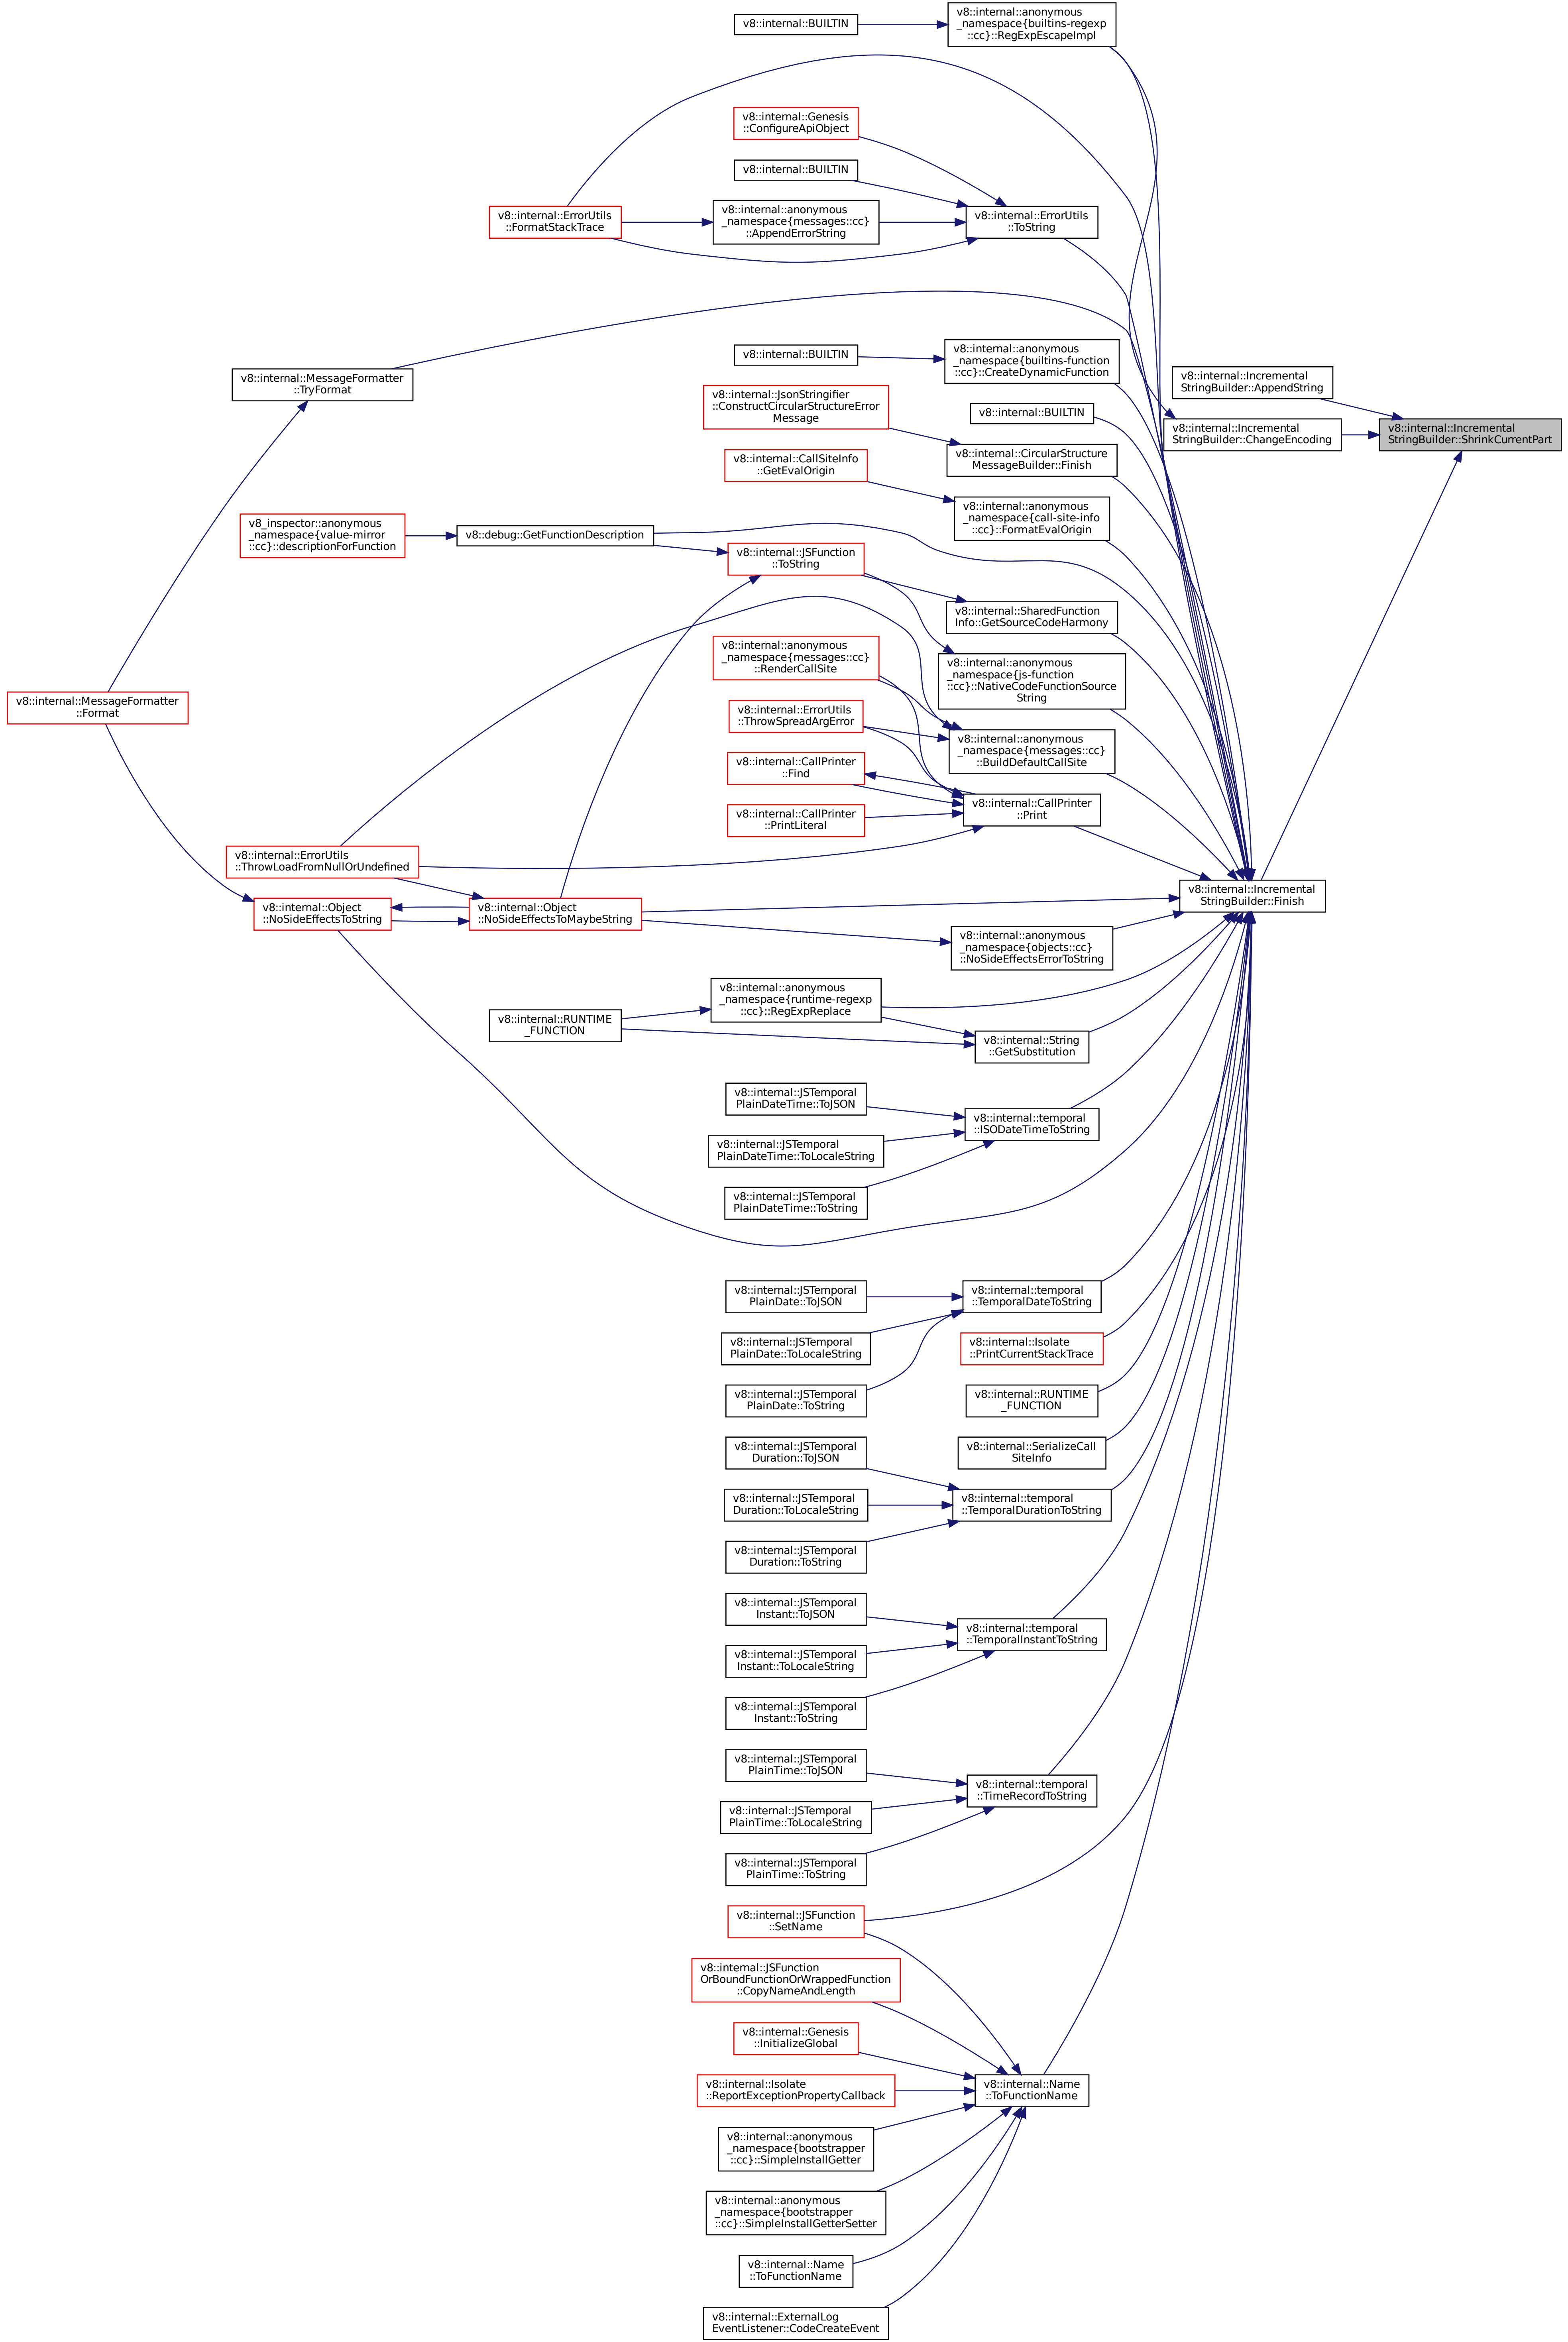 v8::internal::anonymous
_namespace{builtins-regexp
::cc}::RegExpEscapeImpl
v8::internal::BUILTIN
v8::internal::Genesis
::ConfigureApiObject
v8::internal::BUILTIN
v8::internal::ErrorUtils
::FormatStackTrace
v8::internal::anonymous
_namespace{messages::cc}
::AppendErrorString
v8::internal::ErrorUtils
::ToString
v8::internal::MessageFormatter
::TryFormat
v8::internal::BUILTIN
v8::internal::anonymous
_namespace{builtins-function
::cc}::CreateDynamicFunction
v8::internal::Incremental
StringBuilder::AppendString
v8::internal::JsonStringifier
::ConstructCircularStructureError
Message
v8::internal::BUILTIN
v8::internal::Incremental
StringBuilder::ChangeEncoding
v8::internal::Incremental
StringBuilder::ShrinkCurrentPart
v8::internal::CallSiteInfo
::GetEvalOrigin
v8::internal::CircularStructure
MessageBuilder::Finish
v8::internal::anonymous
_namespace{call-site-info
::cc}::FormatEvalOrigin
v8_inspector::anonymous
_namespace{value-mirror
::cc}::descriptionForFunction
v8::debug::GetFunctionDescription
v8::internal::JSFunction
::ToString
v8::internal::SharedFunction
Info::GetSourceCodeHarmony
v8::internal::anonymous
_namespace{messages::cc}
::RenderCallSite
v8::internal::anonymous
_namespace{js-function
::cc}::NativeCodeFunctionSource
String
v8::internal::MessageFormatter
::Format
v8::internal::ErrorUtils
::ThrowSpreadArgError
v8::internal::anonymous
_namespace{messages::cc}
::BuildDefaultCallSite
v8::internal::CallPrinter
::Find
v8::internal::CallPrinter
::Print
v8::internal::CallPrinter
::PrintLiteral
v8::internal::ErrorUtils
::ThrowLoadFromNullOrUndefined
v8::internal::Object
::NoSideEffectsToString
v8::internal::Object
::NoSideEffectsToMaybeString
v8::internal::Incremental
StringBuilder::Finish
v8::internal::anonymous
_namespace{objects::cc}
::NoSideEffectsErrorToString
v8::internal::RUNTIME
_FUNCTION
v8::internal::anonymous
_namespace{runtime-regexp
::cc}::RegExpReplace
v8::internal::String
::GetSubstitution
v8::internal::JSTemporal
PlainDateTime::ToJSON
v8::internal::JSTemporal
PlainDateTime::ToLocaleString
v8::internal::temporal
::ISODateTimeToString
v8::internal::JSTemporal
PlainDateTime::ToString
v8::internal::JSTemporal
PlainDate::ToJSON
v8::internal::temporal
::TemporalDateToString
v8::internal::JSTemporal
PlainDate::ToLocaleString
v8::internal::Isolate
::PrintCurrentStackTrace
v8::internal::JSTemporal
PlainDate::ToString
v8::internal::RUNTIME
_FUNCTION
v8::internal::JSTemporal
Duration::ToJSON
v8::internal::SerializeCall
SiteInfo
v8::internal::JSTemporal
Duration::ToLocaleString
v8::internal::temporal
::TemporalDurationToString
v8::internal::JSTemporal
Duration::ToString
v8::internal::JSTemporal
Instant::ToJSON
v8::internal::temporal
::TemporalInstantToString
v8::internal::JSTemporal
Instant::ToLocaleString
v8::internal::JSTemporal
Instant::ToString
v8::internal::JSTemporal
PlainTime::ToJSON
v8::internal::temporal
::TimeRecordToString
v8::internal::JSTemporal
PlainTime::ToLocaleString
v8::internal::JSTemporal
PlainTime::ToString
v8::internal::JSFunction
::SetName
v8::internal::JSFunction
OrBoundFunctionOrWrappedFunction
::CopyNameAndLength
v8::internal::Genesis
::InitializeGlobal
v8::internal::Isolate
::ReportExceptionPropertyCallback
v8::internal::Name
::ToFunctionName
v8::internal::anonymous
_namespace{bootstrapper
::cc}::SimpleInstallGetter
v8::internal::anonymous
_namespace{bootstrapper
::cc}::SimpleInstallGetterSetter
v8::internal::Name
::ToFunctionName
v8::internal::ExternalLog
EventListener::CodeCreateEvent